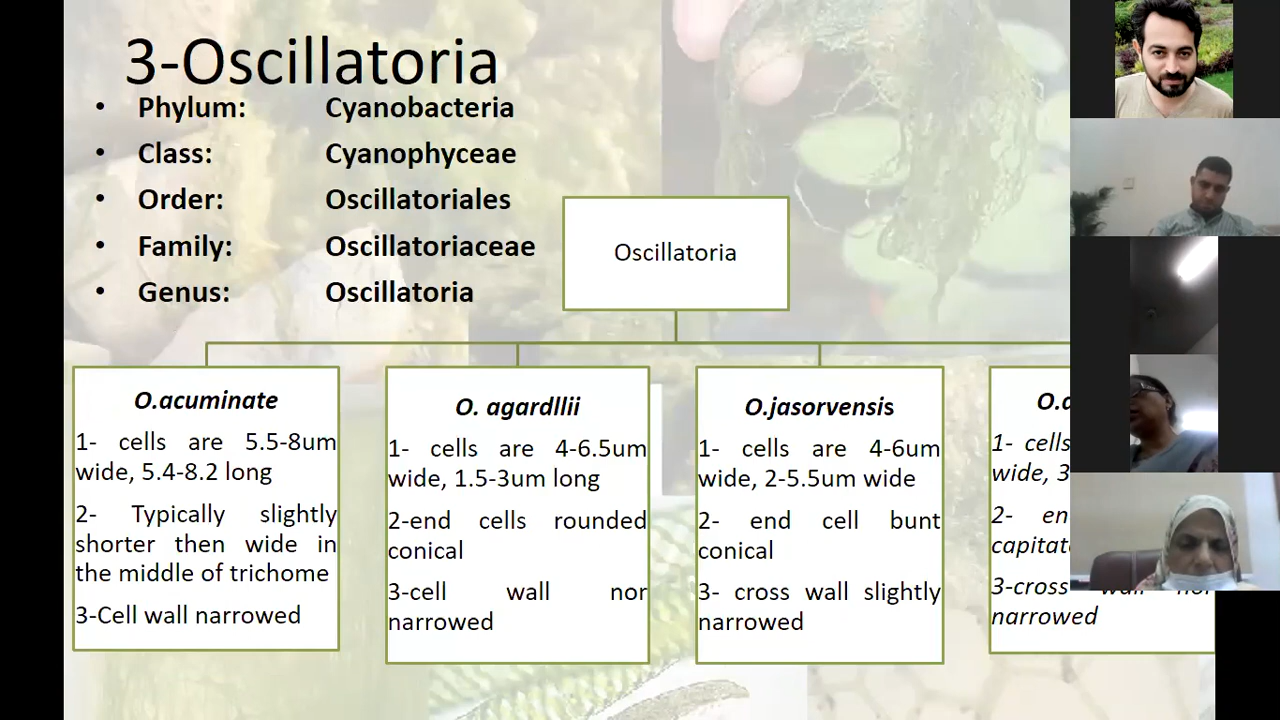 3-Oscillatoria
• Phylum: Cyanobacteria
• Class: Cyanophyceae
• Order: Oscillatoriales
• Family: Oscillatoriaceae
• Genus: Oscillatoria
Oscillatoria
O.acuminate
1- cells are 5.5-8um
wide, 5.4-8.2 long
2- Typically slightly
shorter then wide in
the middle of trichome
3-Cell wall narrowed
O. agardllii
1- cells are 4-6.5um
wide, 1.5-3um long
2-end cells rounded
conical
3-cell wall nor
narrowed
O.jasorvensis
1- cells are 4-6um
wide, 2-5.5um wide
2- end cell bunt
conical
3- cross wall slightly
narrowed
1- cells
wide, 3
2-
3-cross wall nor
narrowed